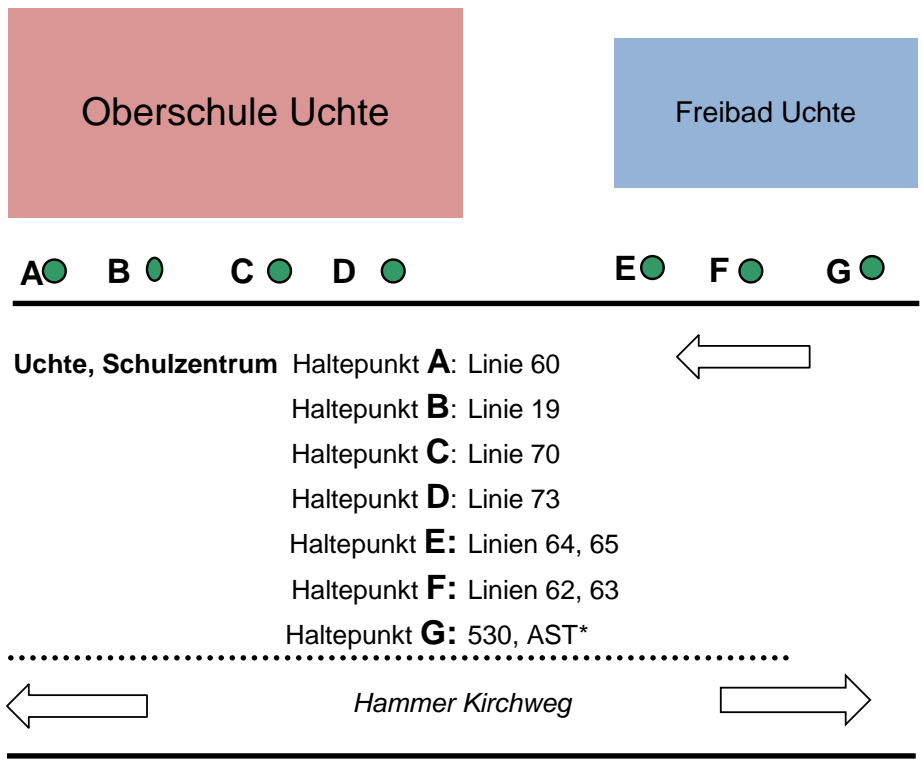 Oberschule Uchte
Freibad Uchte
A B C D E F G
Uchte, Schulzentrum Haltepunkt A: Linie 60
Haltepunkt B: Linie 19
Haltepunkt C: Linie 70
Haltepunkt D: Linie 73
Haltepunkt E: Linien 64, 65
Haltepunkt F: Linien 62, 63
Haltepunkt G: 530, AST*
Hammer Kirchweg